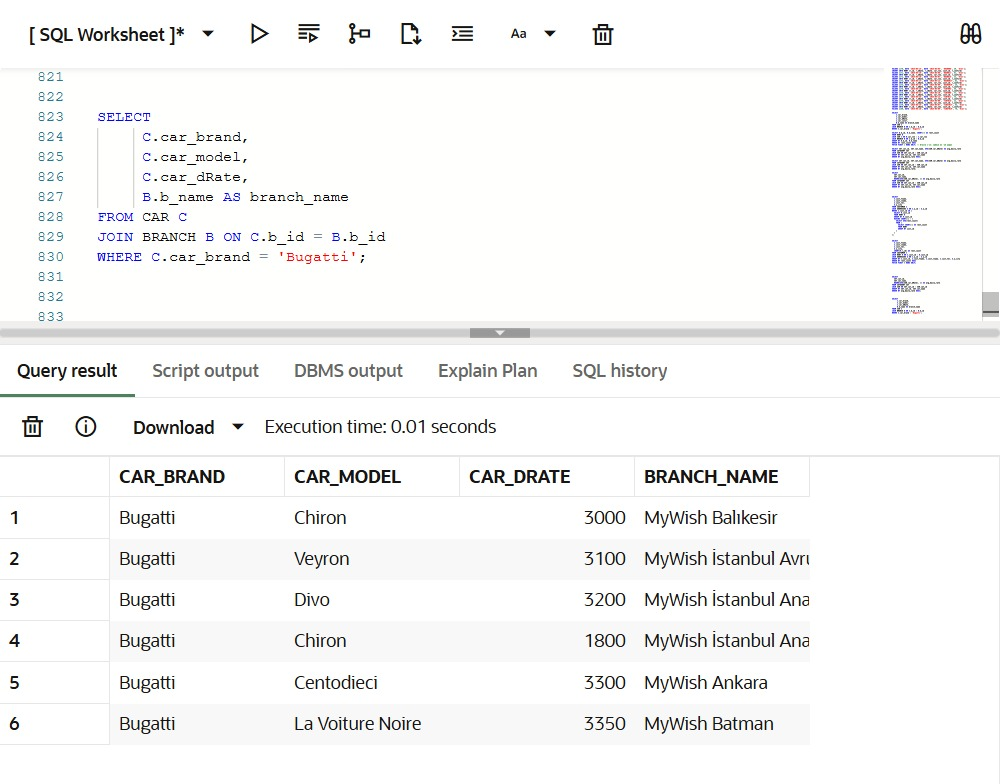 [ SQL Worksheet ]* Aa
821
822
823 SELECT
824 C.car_brand,
825 C.car_model,
826 C.car_dRate,
827 B.b_name AS branch_name
828 FROM CAR C
829 JOIN BRANCH B ON C.b_id = B.b_id
830 WHERE C.car_brand = 'Bugatti';
831
832
833
Query result Script output DBMS output Explain Plan SQL history
Download Execution time: 0.01 seconds
CAR_BRAND CAR_MODEL CAR_DRATE BRANCH_NAME
1 Bugatti Chiron 3000 MyWish Balıkesir
2 Bugatti Veyron 3100 MyWish İstanbul Avru
3 Bugatti Divo 3200 MyWish İstanbul Ana
4 Bugatti Chiron 1800 MyWish İstanbul Ana
5 Bugatti Centodieci 3300 MyWish Ankara
6 Bugatti La Voiture Noire 3350 MyWish Batman